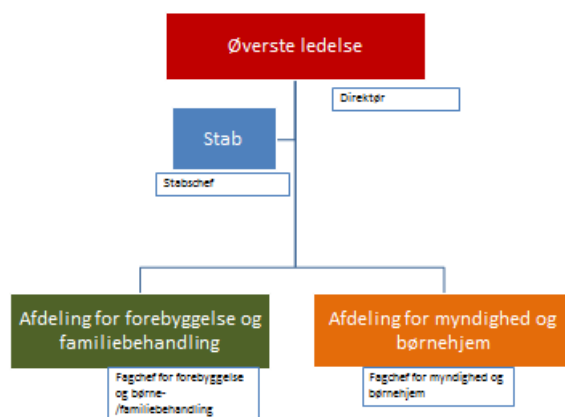 Øverste ledelse
Direktør
Stab
Stabschef
Afdeling for forebyggelse og
familiebehandling
Fagchef for forebyggelse
og børne-
/familiebehandling
Afdeling for myndighed og
børnehjem
Fagchef for myndighed og
børnehjem